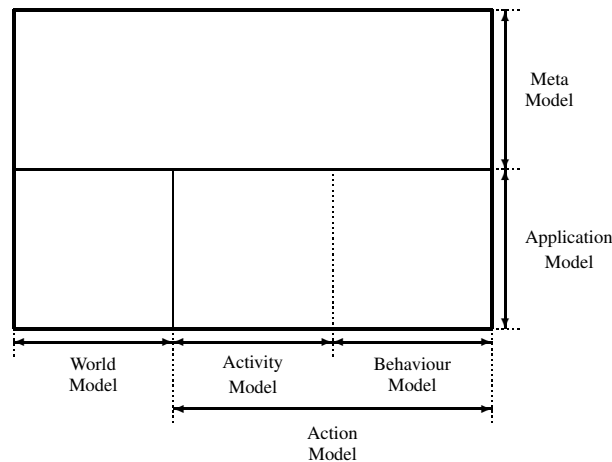 Meta
Model
Application
Model
World
Model
Activity
Model
Behaviour
Model
Action
Model